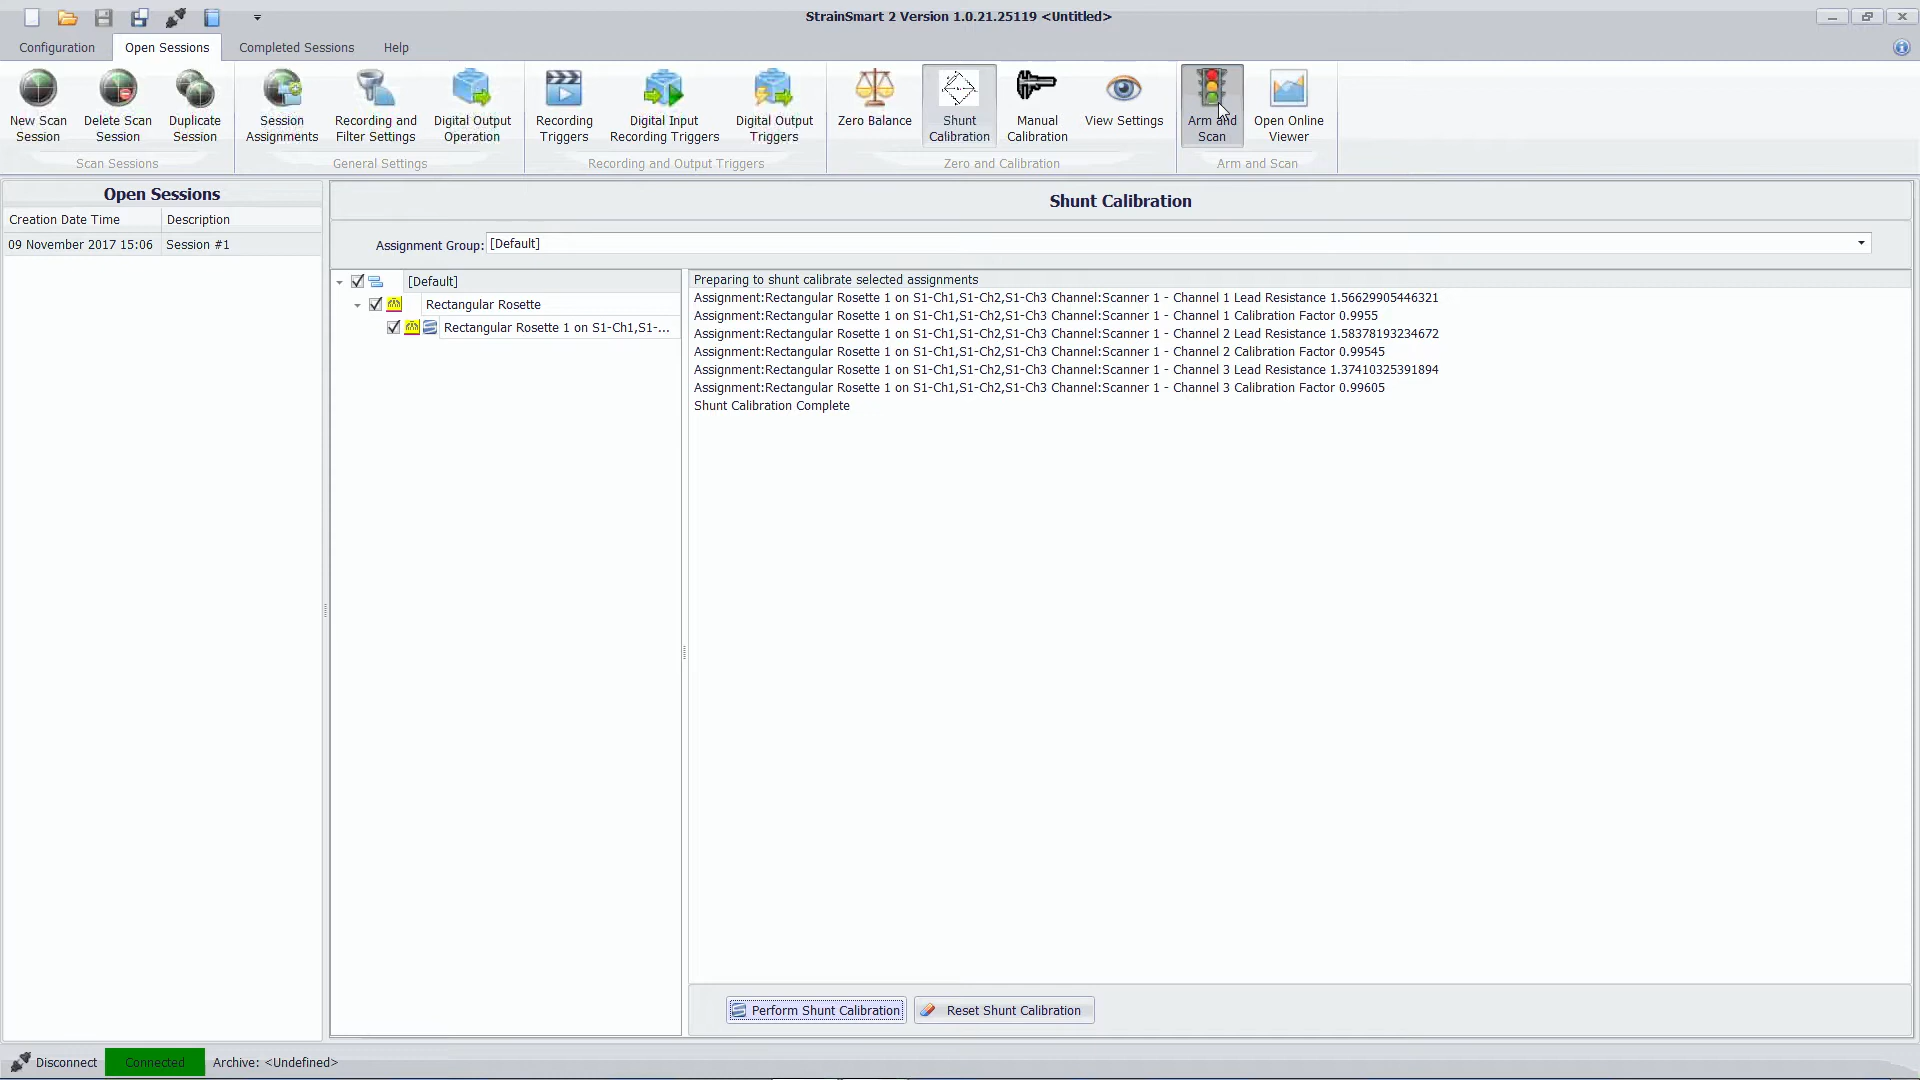 StrainSmart 2 Version 1.0.21.25119 <Untitled>
Configuration
Open Sessions
Completed Sessions
Help
New Scan
Session
Delete Scan
Session
Duplicate
Session
Session
Assignments
Recording and
Filter Settings
Digital Output
Operation
Recording
Triggers
Digital Input
Recording Triggers
Digital Output
Triggers
Zero Balance
Shunt
Calibration
Manual
Calibration
View Settings
Arm and
Scan
Open Online
Viewer
Scan Sessions
General Settings
Recording and Output Triggers
Zero and Calibration
Arm and Scan
Open Sessions
Creation Date Time
Description
09 November 2017 15:06
Session #1
Shunt Calibration
Assignment Group:
[Default]
[Default]
Rectangular Rosette
Rectangular Rosette 1 on S1-Ch1,S1-...
Preparing to shunt calibrate selected assignments
Assignment:Rectangular Rosette 1 on S1-Ch1,S1-Ch2,S1-Ch3 Channel:Scanner 1 - Channel 1 Lead Resistance 1.56629905446321
Assignment:Rectangular Rosette 1 on S1-Ch1,S1-Ch2,S1-Ch3 Channel:Scanner 1 - Channel 1 Calibration Factor 0.9955
Assignment:Rectangular Rosette 1 on S1-Ch1,S1-Ch2,S1-Ch3 Channel:Scanner 1 - Channel 2 Lead Resistance 1.58378193234672
Assignment:Rectangular Rosette 1 on S1-Ch1,S1-Ch2,S1-Ch3 Channel:Scanner 1 - Channel 2 Calibration Factor 0.99545
Assignment:Rectangular Rosette 1 on S1-Ch1,S1-Ch2,S1-Ch3 Channel:Scanner 1 - Channel 3 Lead Resistance 1.37410325391894
Assignment:Rectangular Rosette 1 on S1-Ch1,S1-Ch2,S1-Ch3 Channel:Scanner 1 - Channel 3 Calibration Factor 0.99605
Shunt Calibration Complete
Perform Shunt Calibration
Reset Shunt Calibration
Disconnect
Connected
Archive: <Undefined>